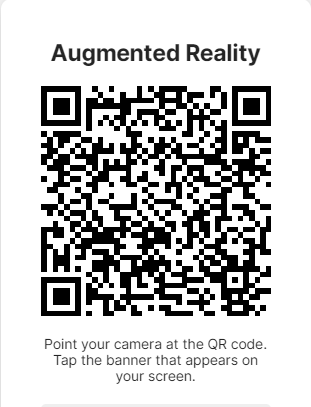 Augmented Reality
Point your camera at the QR code.
Tap the banner that appears on
your screen.